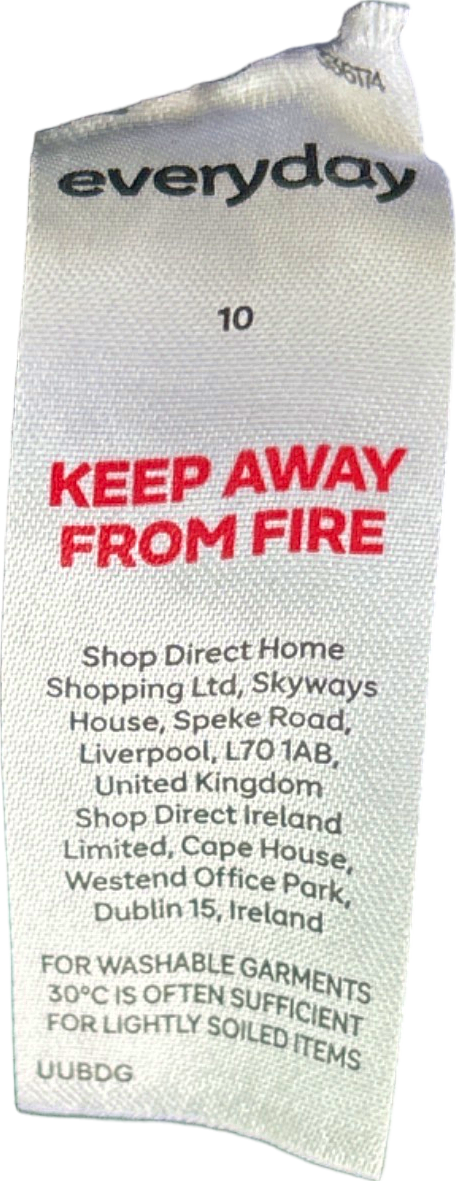 everyday
10
KEEP AWAY
FROM FIRE
Shop Direct Home
Shopping Ltd, Skyways
House, Speke Road,
Liverpool, L70 1AB,
United Kingdom
Shop Direct Ireland
Limited, Cape House,
Westend Office Park,
Dublin 15, Ireland
FOR WASHABLE GARMENTS
30°C IS OFTEN SUFFICIENT
FOR LIGHTLY SOILED ITEMS
UUBDG